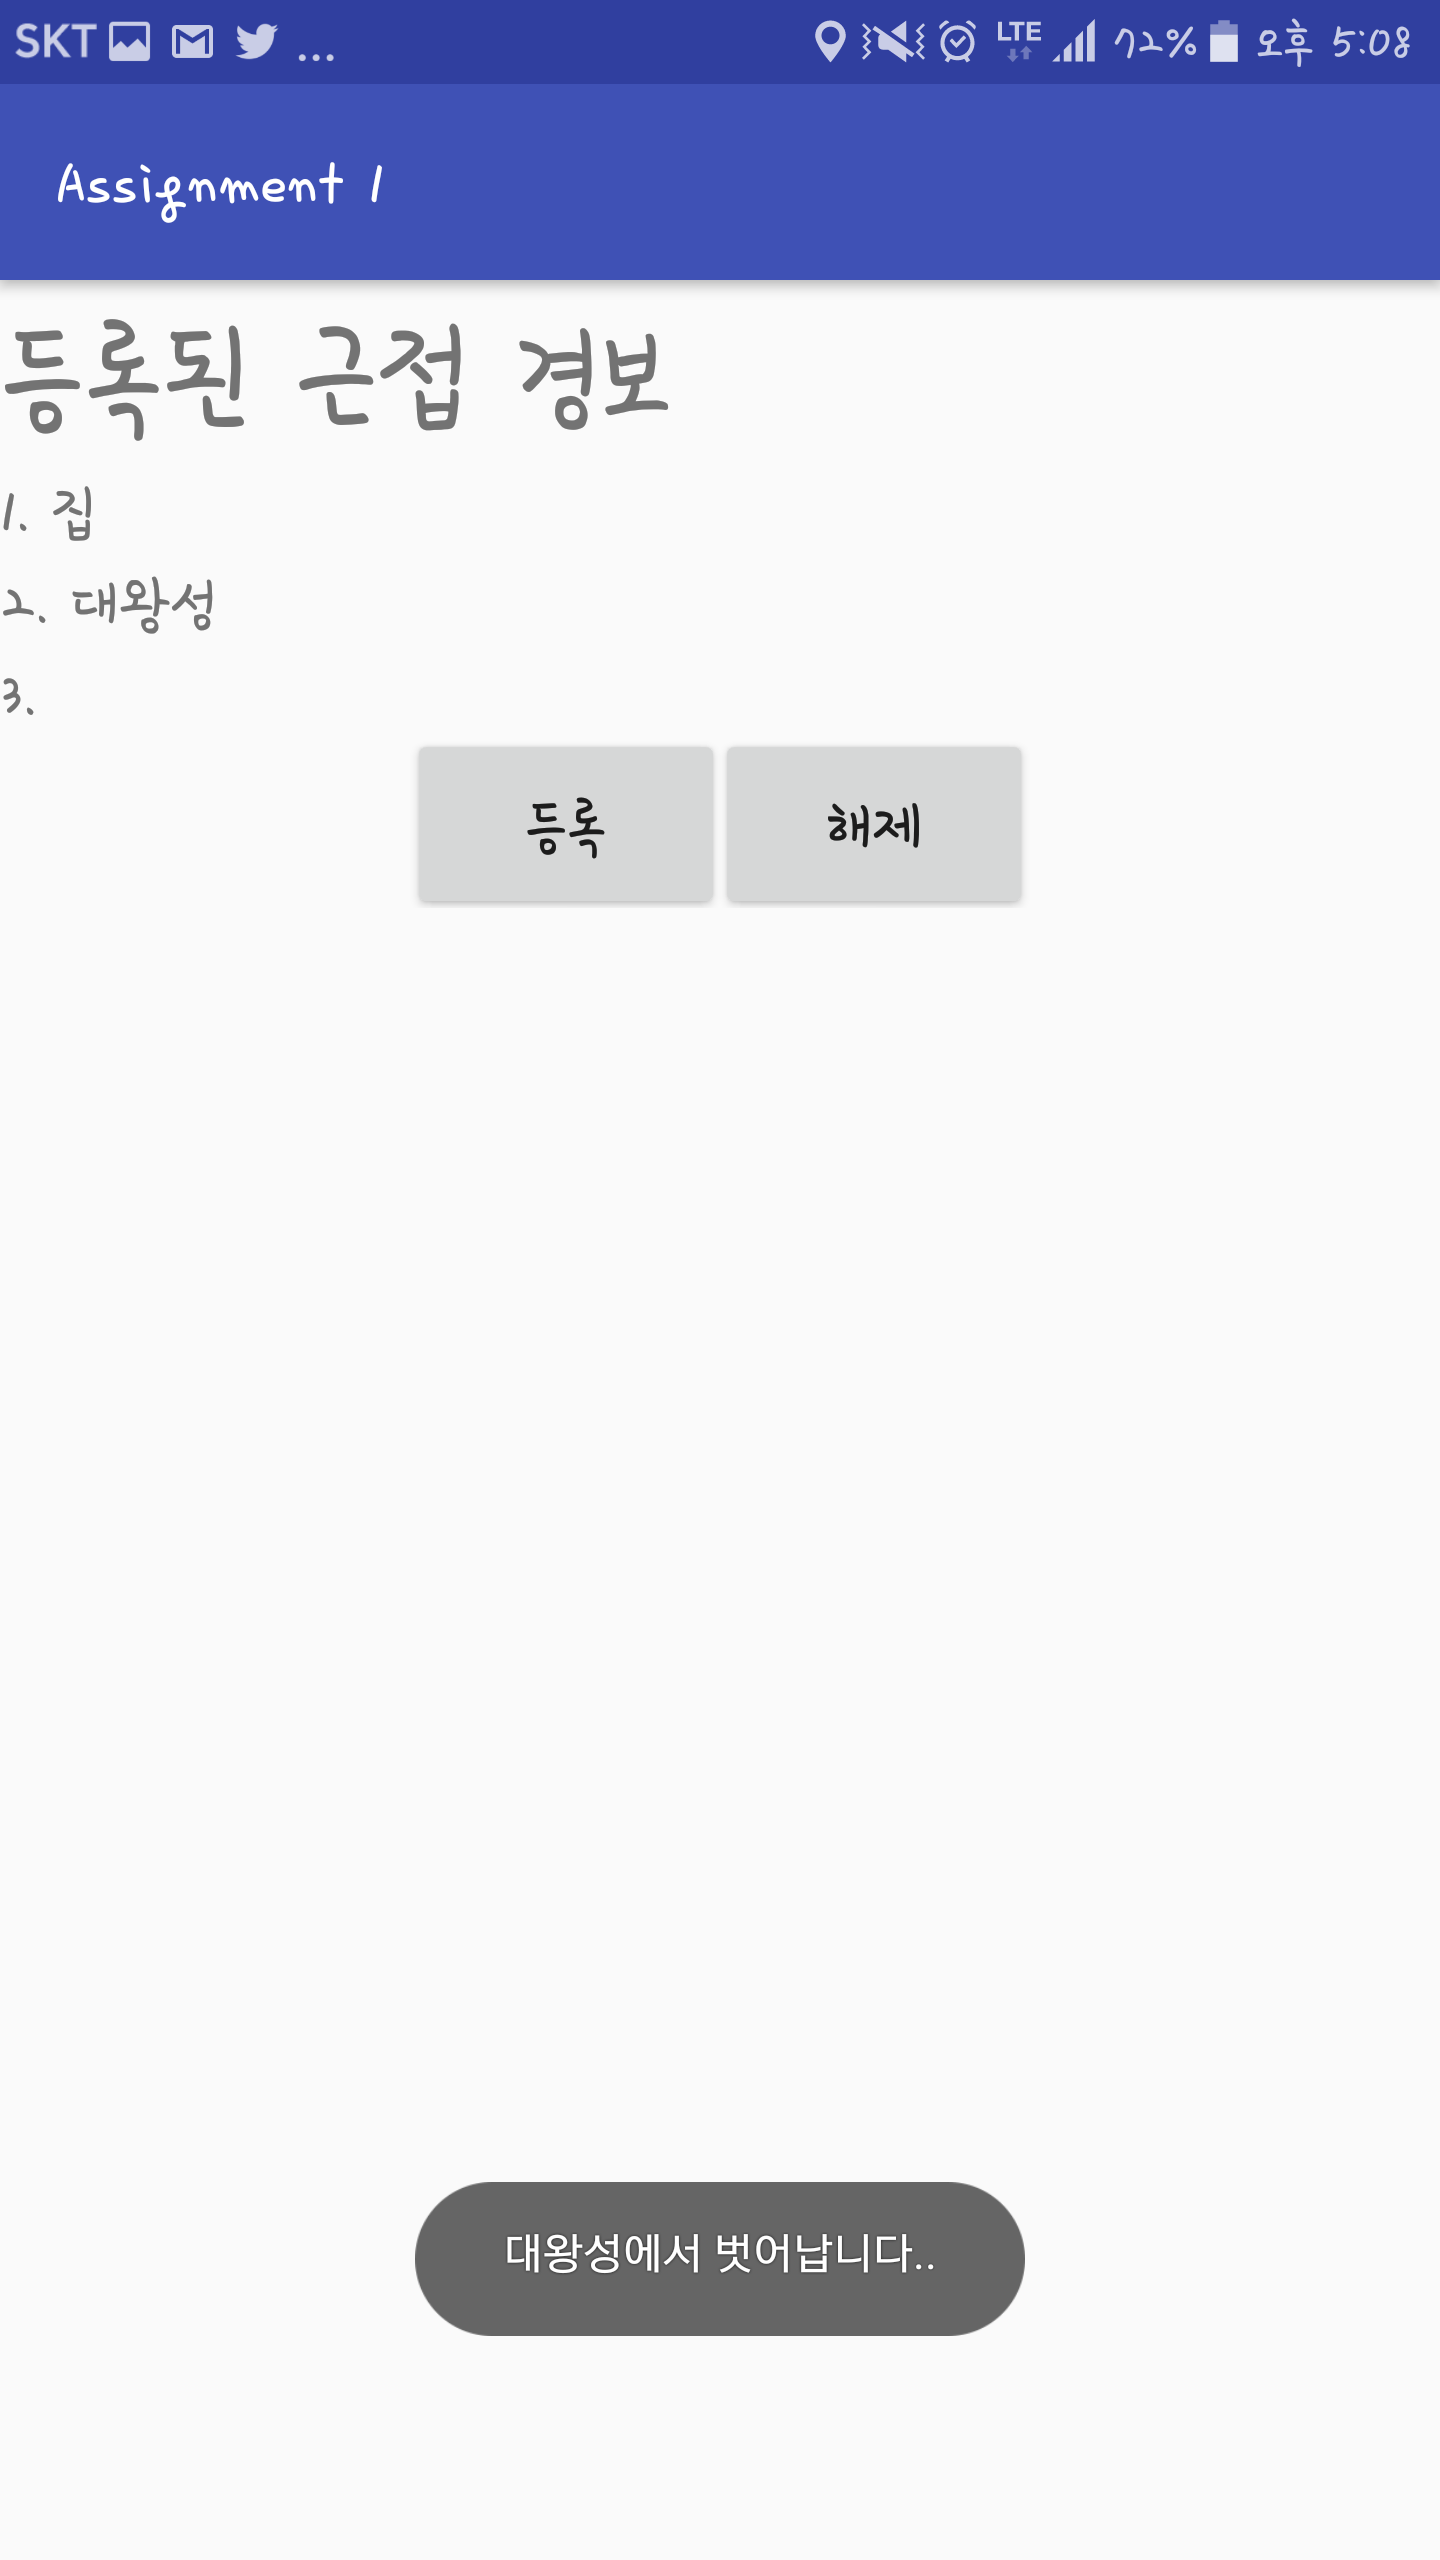 SKT ... LTE 72% 오후 5:08
Assignment 1
등록된 근접 경보
1. 집
2. 대왕성
3.
등록 해제
대왕성에서 벗어납니다..